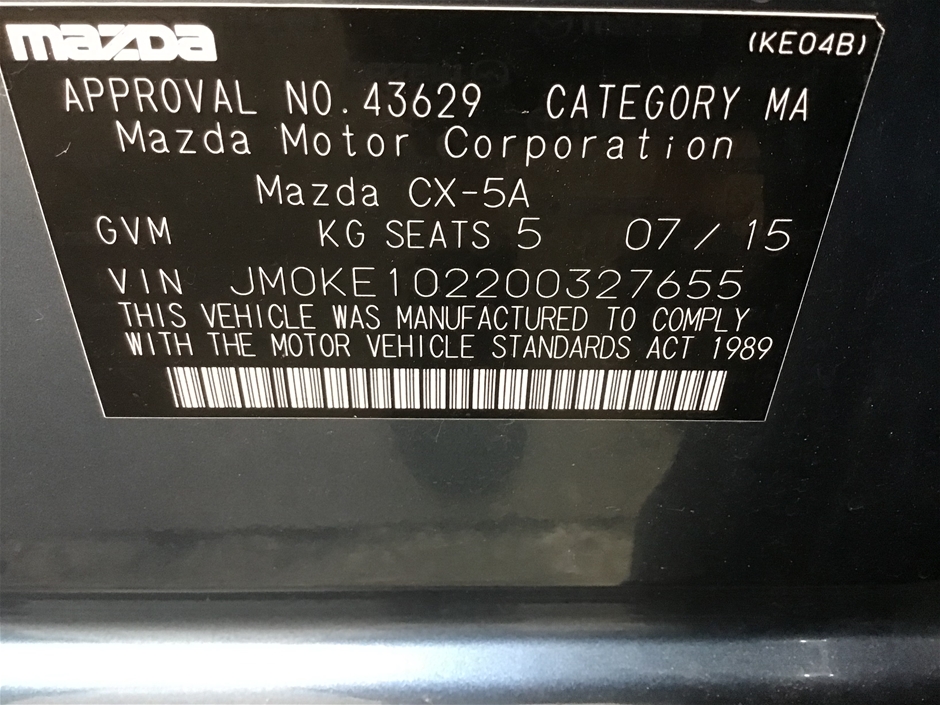 mazda (KE04B)
APPROVAL NO. 43629 CATEGORY MA
Mazda Motor Corporation
Mazda CX-5A
GVM KG SEATS 5 07/15
VIN JM0KE102200327655
THIS VEHICLE WAS MANUFACTURED TO COMPLY
WITH THE MOTOR VEHICLE STANDARDS ACT 1989